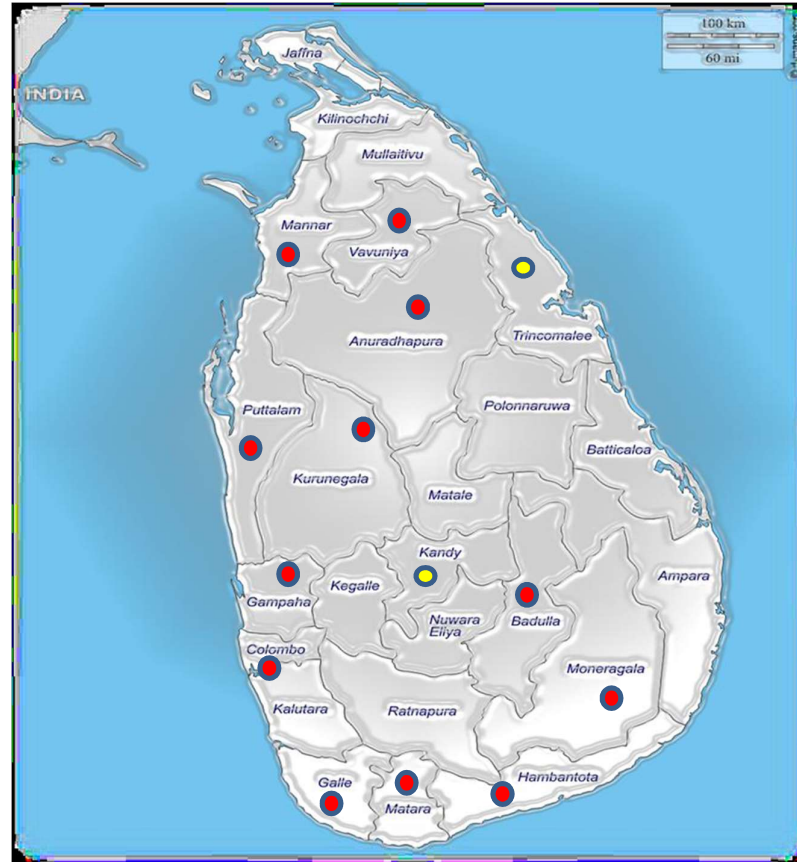 100 km
60 mi
Jaffna
INDIA
Kilinochchi
Mullaitivu
Mannar
Vavuniya
Trincomalee
Anuradhapura
Puttalam
Polonnaruwa
Batticaloa
Kurunegala
Matale
Kandy
Ampara
Kegalle
Gampaha
Nuwara
Eliya
Badulla
Colombo
Moneragala
Kalutara
Ratnapura
Hambantota
Galle
Matara